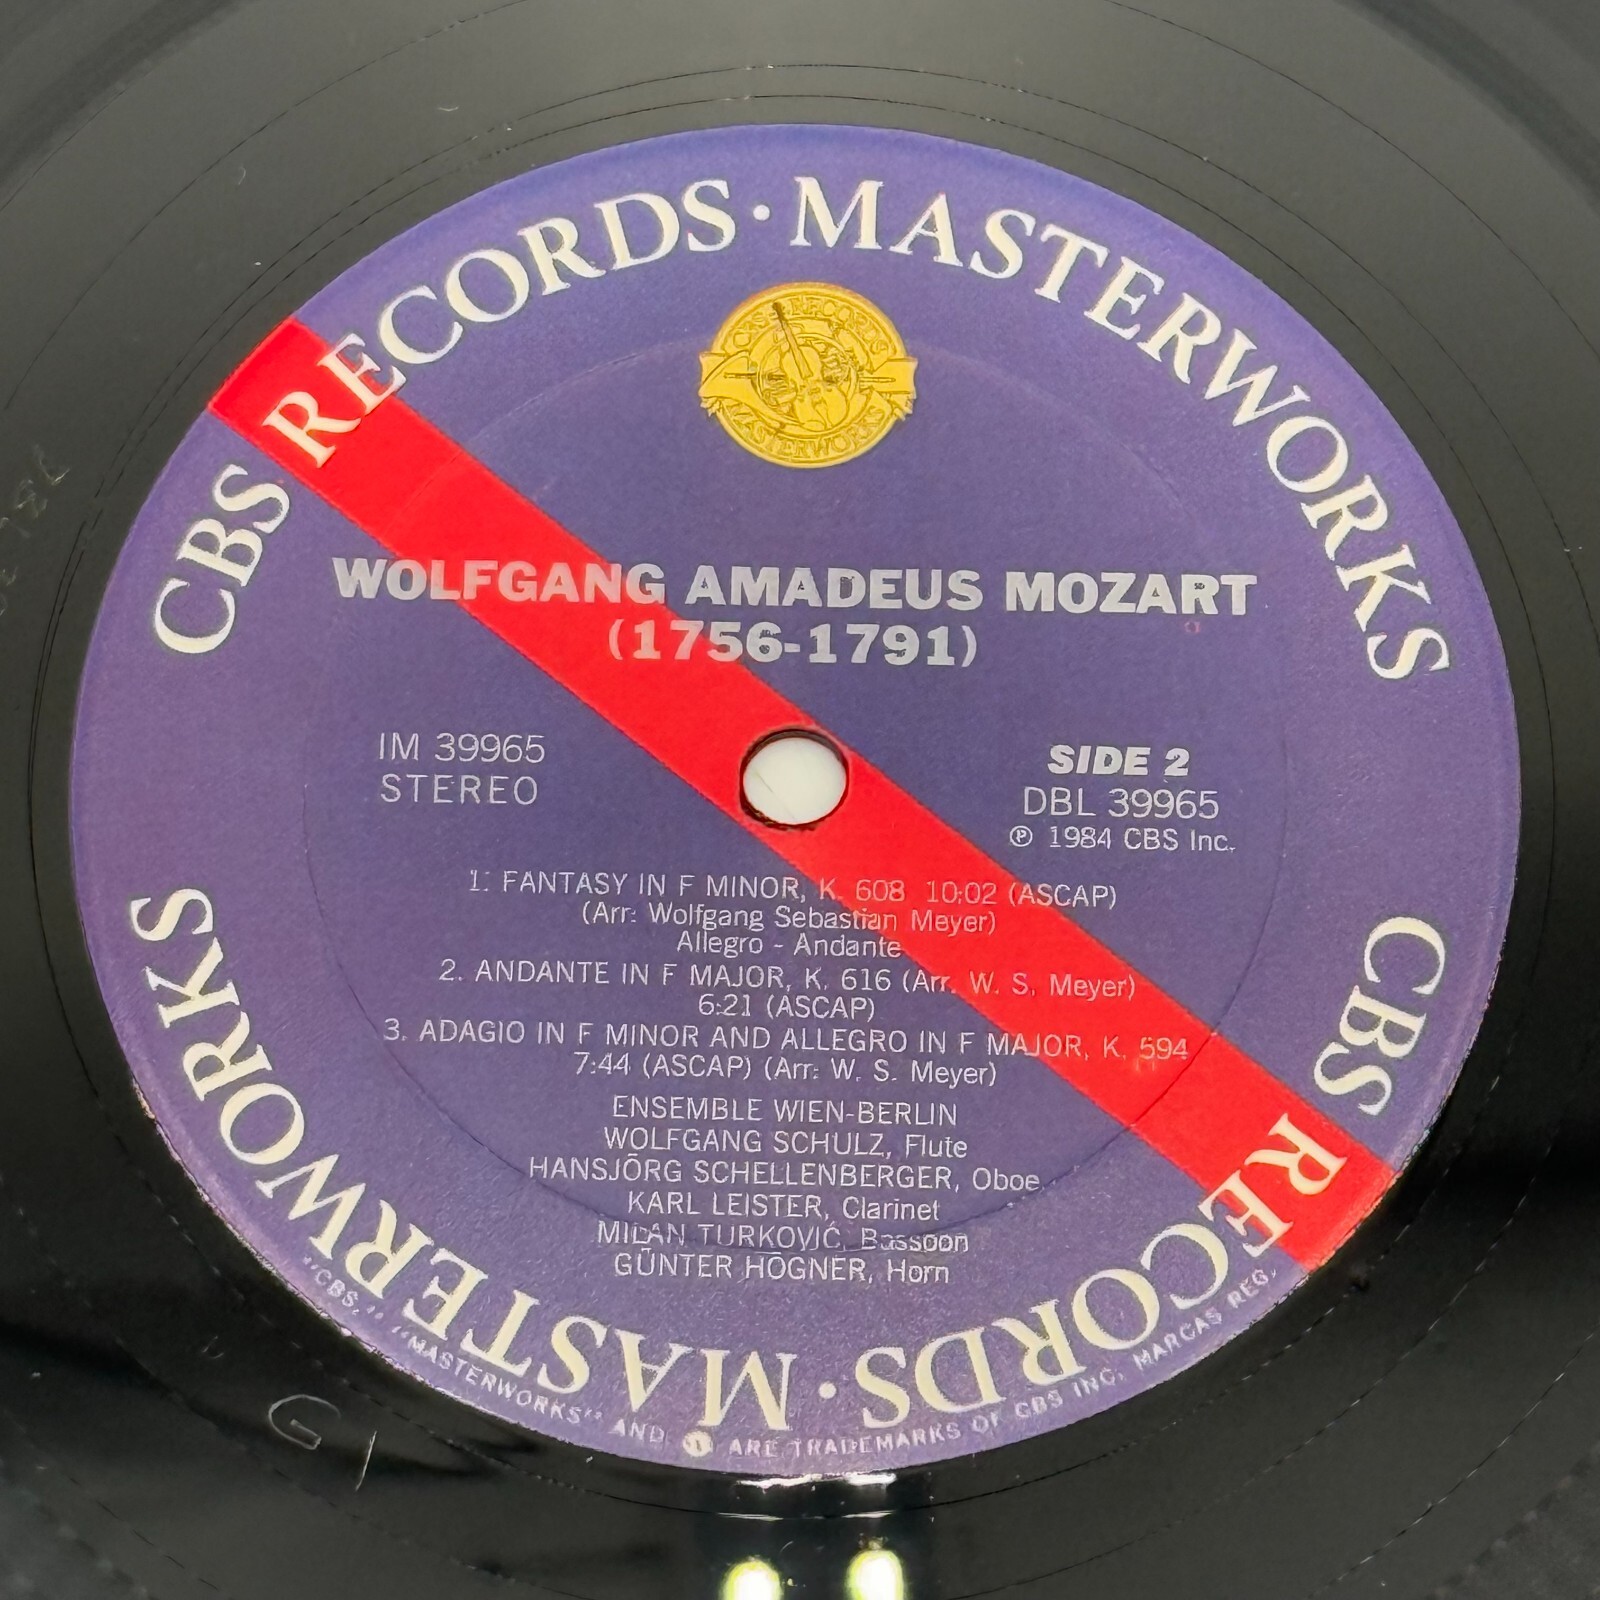 CBS RECORDS · MASTERWORKS
CBS RECORDS
MASTERWORKS
WOLFGANG AMADEUS MOZART
(1756-1791)
IM 39965
STEREO
SIDE 2
DBL 39965
℗ 1984 CBS Inc.
1. FANTASY IN F MINOR, K. 608 10:02 (ASCAP)
(Arr: Wolfgang Sebastian Meyer)
Allegro - Andante
2. ANDANTE IN F MAJOR, K. 616 (Arr. W. S. Meyer)
6:21 (ASCAP)
3. ADAGIO IN F MINOR AND ALLEGRO IN F MAJOR, K. 594
7:44 (ASCAP) (Arr: W. S. Meyer)
ENSEMBLE WIEN-BERLIN
WOLFGANG SCHULZ, Flute
HANSJÖRG SCHELLENBERGER, Oboe
KARL LEISTER, Clarinet
MILAN TURKOVIĆ, Bassoon
GÜNTER HÖGNER, Horn
CBS RECORDS · MASTERWORKS
"CBS," "MASTERWORKS" AND ARE TRADEMARKS OF CBS INC. MARCAS REG.
G1